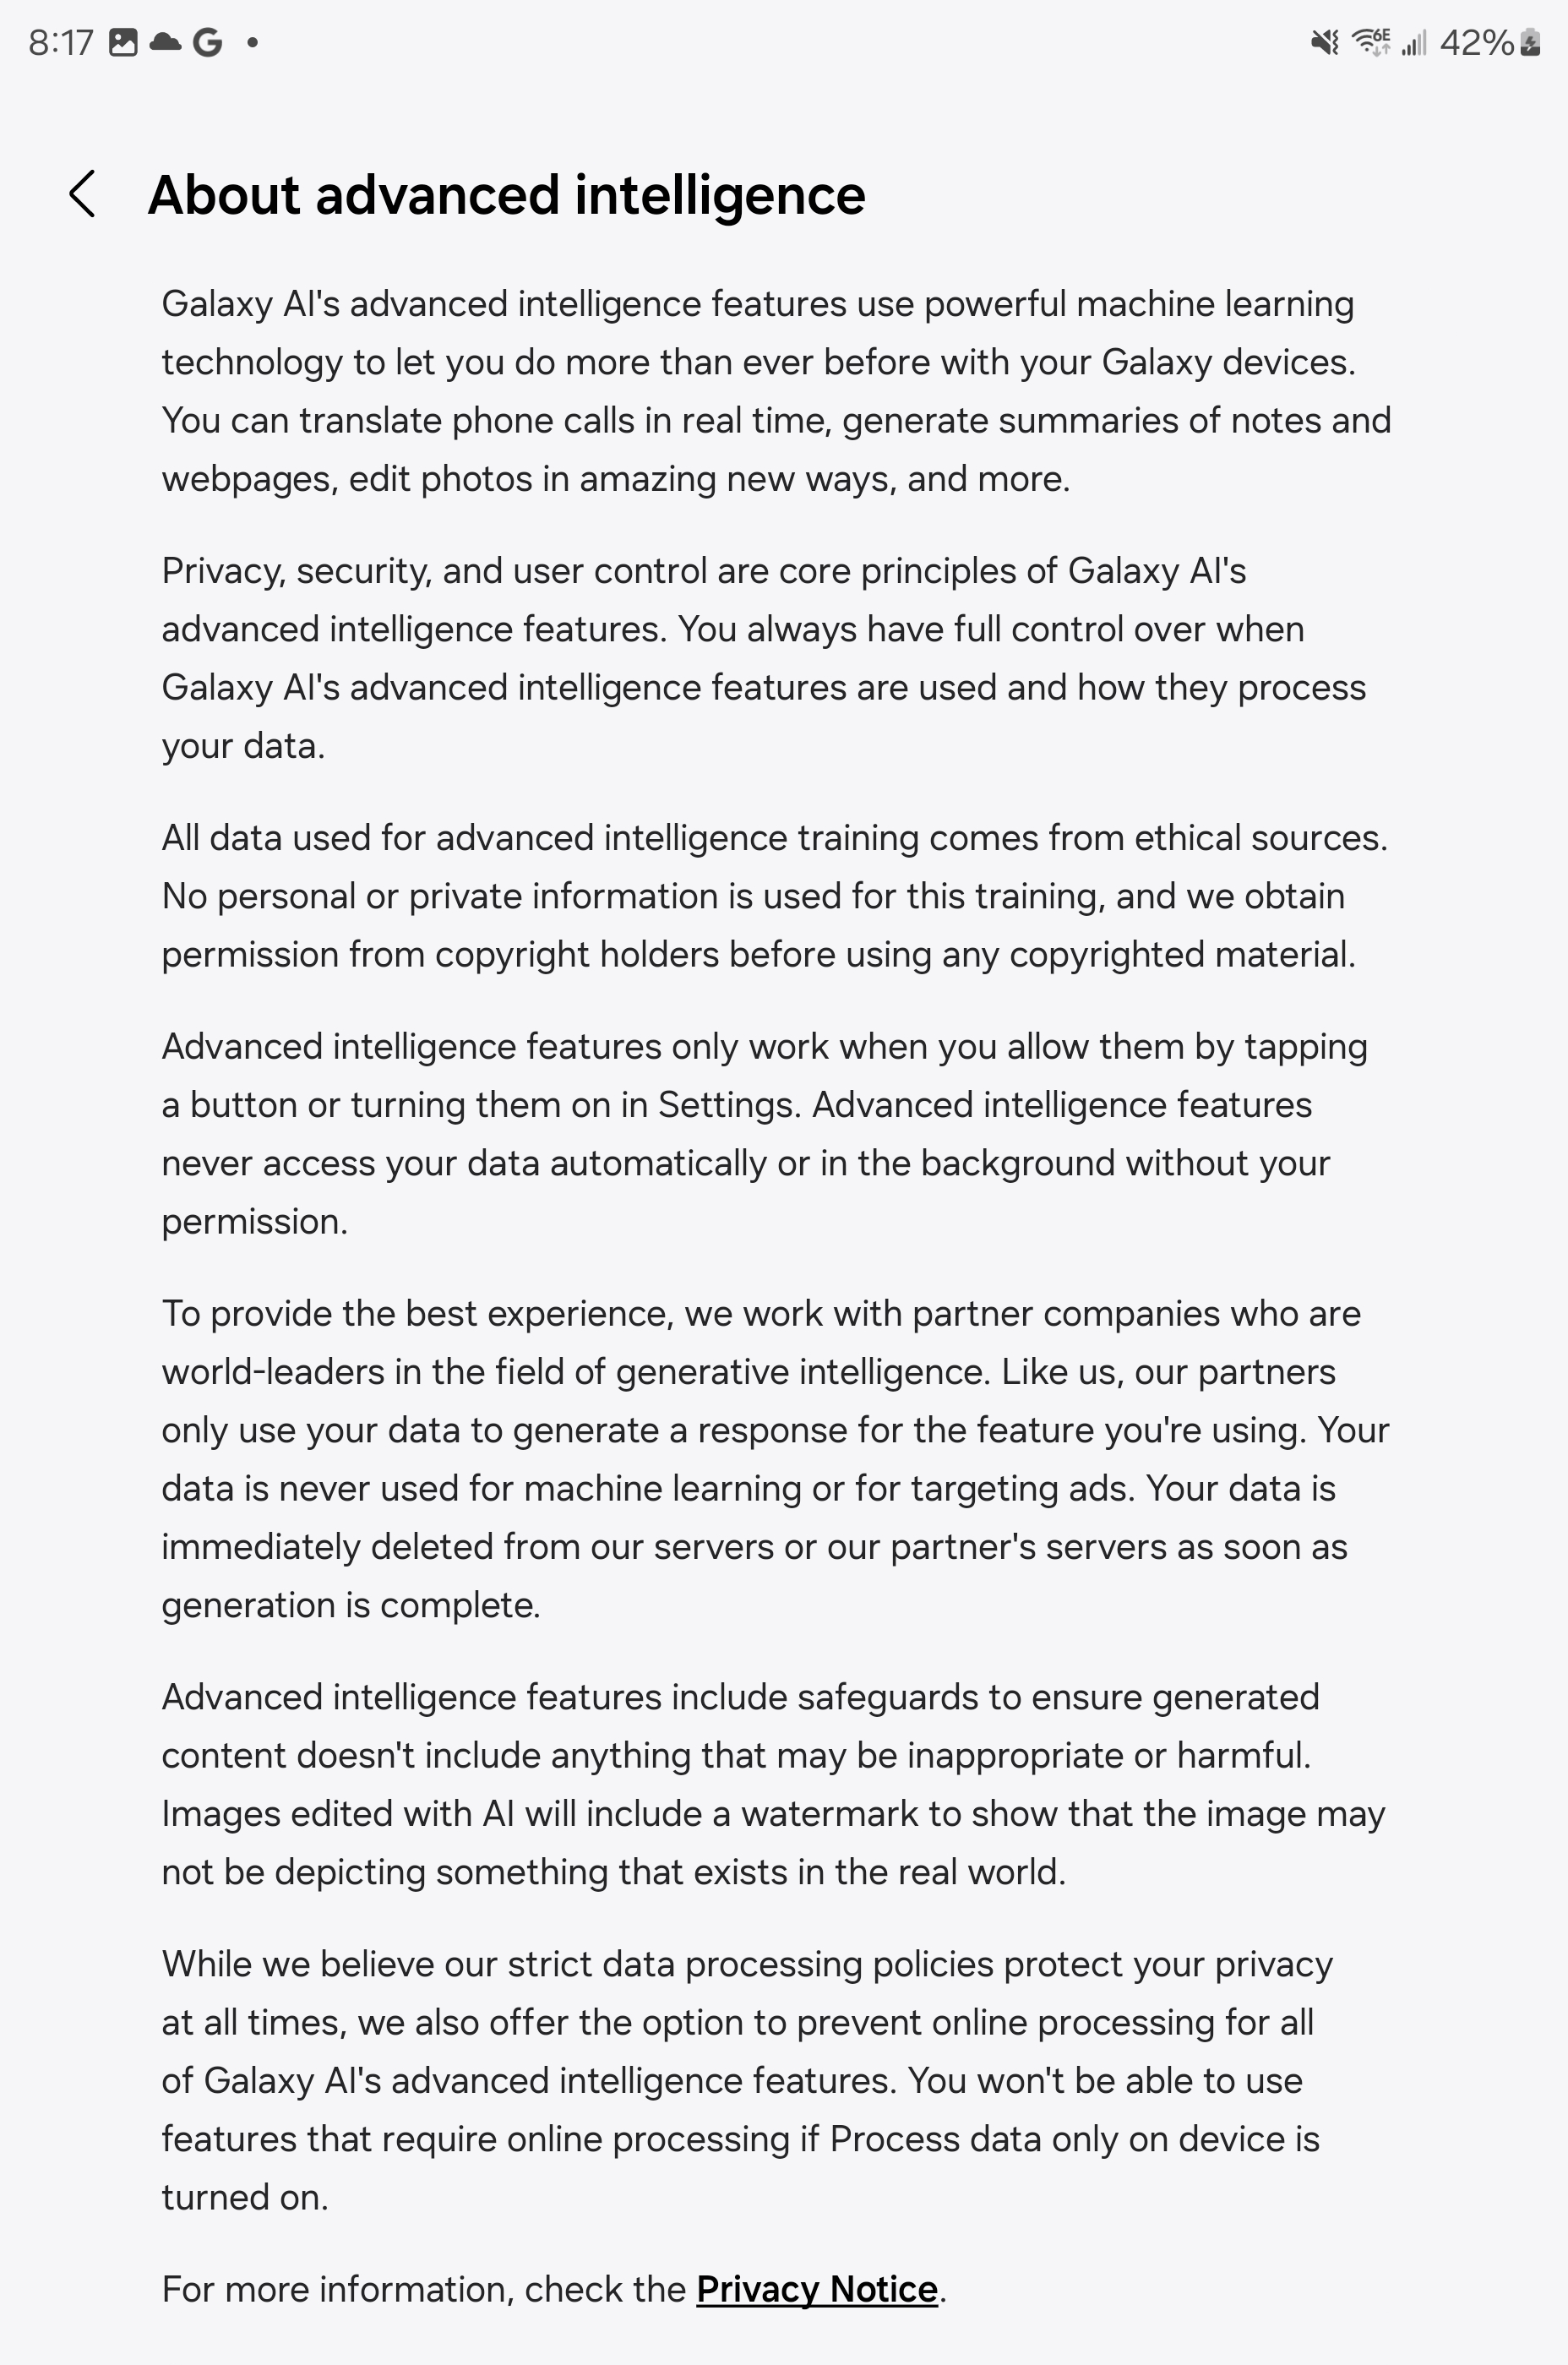 8:17 G 6E 42%
About advanced intelligence
Galaxy AI's advanced intelligence features use powerful machine learning
technology to let you do more than ever before with your Galaxy devices.
You can translate phone calls in real time, generate summaries of notes and
webpages, edit photos in amazing new ways, and more.
Privacy, security, and user control are core principles of Galaxy AI's
advanced intelligence features. You always have full control over when
Galaxy AI's advanced intelligence features are used and how they process
your data.
All data used for advanced intelligence training comes from ethical sources.
No personal or private information is used for this training, and we obtain
permission from copyright holders before using any copyrighted material.
Advanced intelligence features only work when you allow them by tapping
a button or turning them on in Settings. Advanced intelligence features
never access your data automatically or in the background without your
permission.
To provide the best experience, we work with partner companies who are
world-leaders in the field of generative intelligence. Like us, our partners
only use your data to generate a response for the feature you're using. Your
data is never used for machine learning or for targeting ads. Your data is
immediately deleted from our servers or our partner's servers as soon as
generation is complete.
Advanced intelligence features include safeguards to ensure generated
content doesn't include anything that may be inappropriate or harmful.
Images edited with AI will include a watermark to show that the image may
not be depicting something that exists in the real world.
While we believe our strict data processing policies protect your privacy
at all times, we also offer the option to prevent online processing for all
of Galaxy AI's advanced intelligence features. You won't be able to use
features that require online processing if Process data only on device is
turned on.
For more information, check the Privacy Notice.